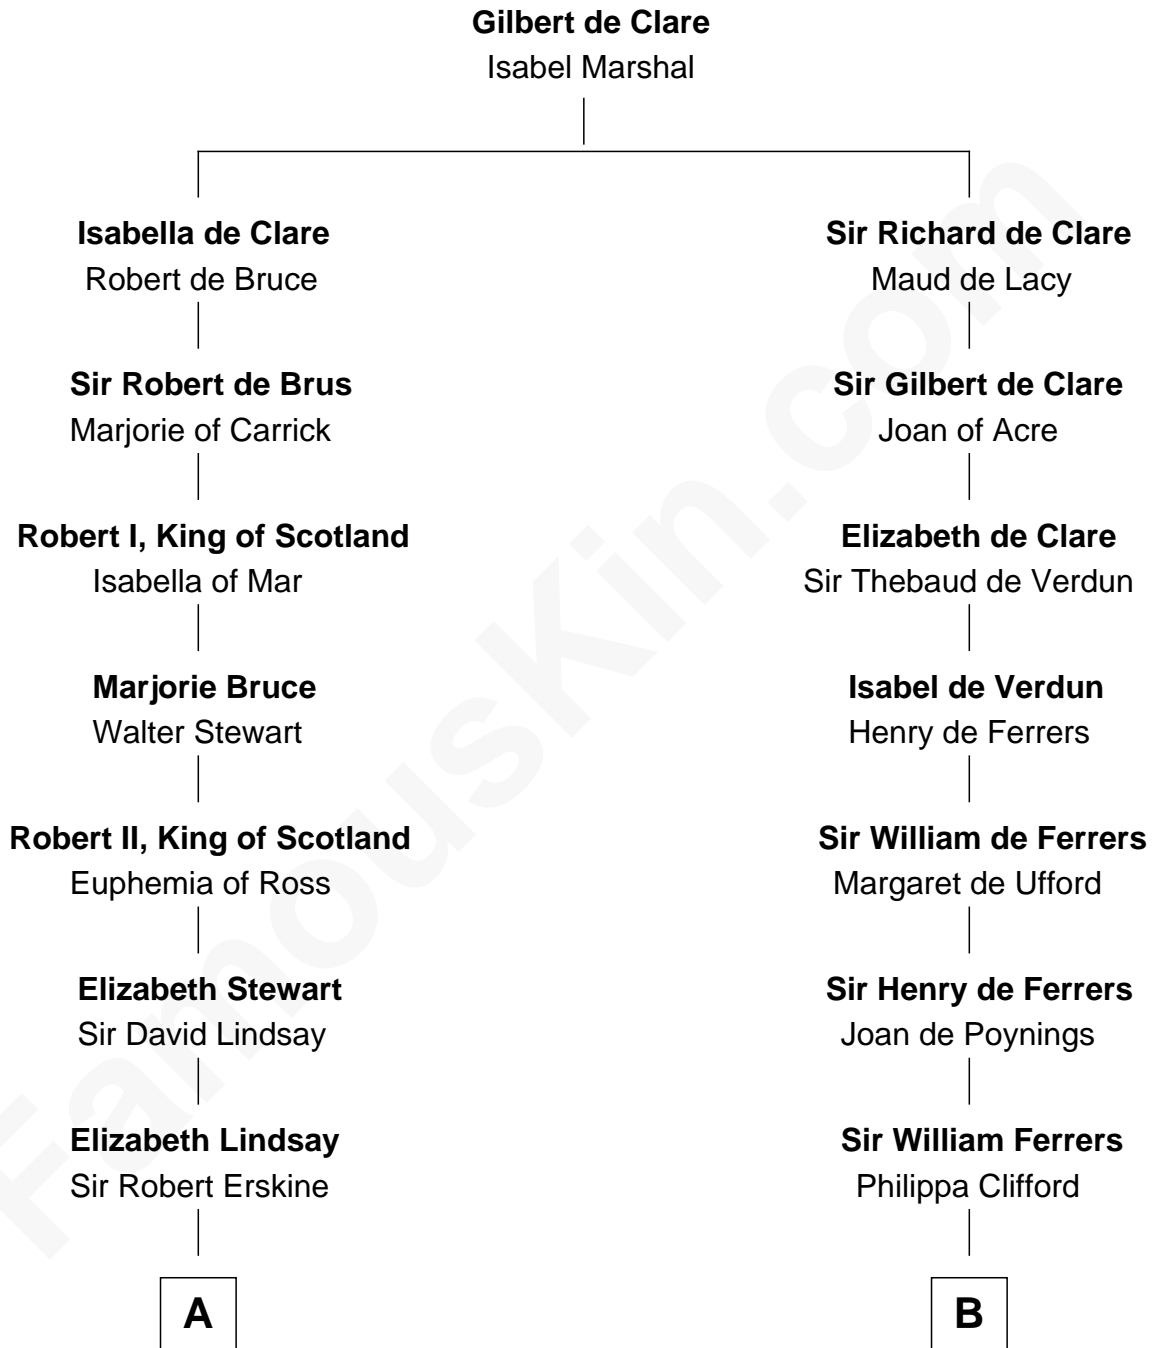 Gilbert de Clare
Isabel Marshal
Isabella de Clare
Robert de Bruce
Sir Robert de Brus
Marjorie of Carrick
Robert I, King of Scotland
Isabella of Mar
Marjorie Bruce
Walter Stewart
Robert II, King of Scotland
Euphemia of Ross
Elizabeth Stewart
Sir David Lindsay
Elizabeth Lindsay
Sir Robert Erskine
A
Sir Richard de Clare
Maud de Lacy
Sir Gilbert de Clare
Joan of Acre
Elizabeth de Clare
Sir Thebaud de Verdun
Isabel de Verdun
Henry de Ferrers
Sir William de Ferrers
Margaret de Ufford
Sir Henry de Ferrers
Joan de Poynings
Sir William Ferrers
Philippa Clifford
B
FamousKin.com